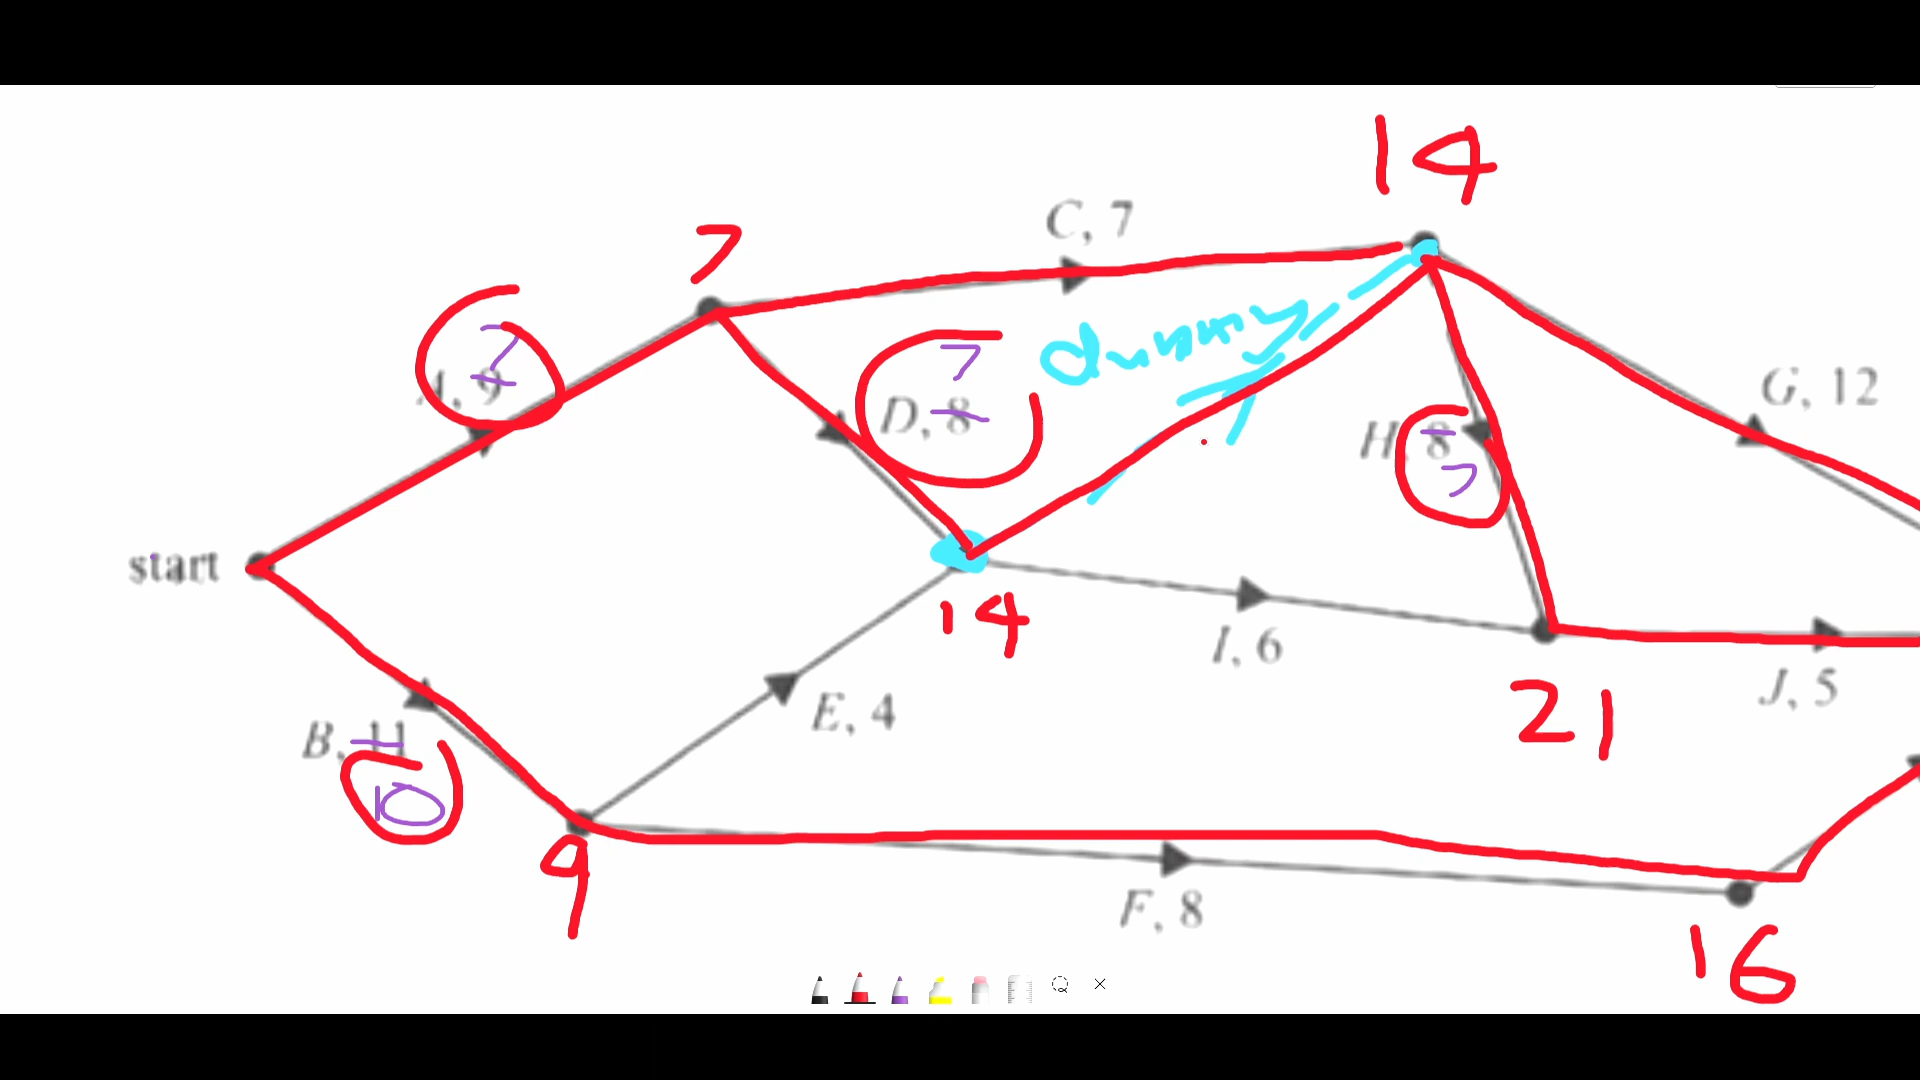 14
C, 7
7
dummy
7
A, 9
7
D, 8
G, 12
H, 8
7
start
14
I, 6
21
J, 5
E, 4
B, 11
10
9
F, 8
16